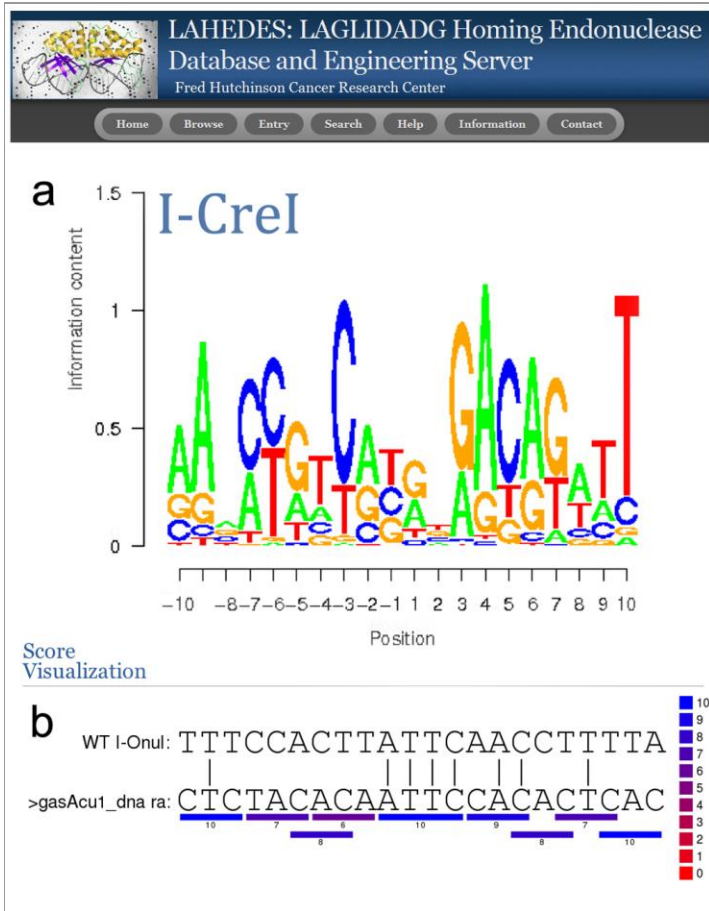 LAHEDES: LAGLIDADG Homing Endonuclease
Database and Engineering Server
Fred Hutchinson Cancer Research Center
Home Browse Entry Search Help Information Contact
a
I-CreI
1.5
1
0.5
0
Information content
-10 -8 -7 -6 -5 -4 -3 -2 -1 1 2 3 4 5 6 7 8 9 10
Position
Score
Visualization
b
WT I-OnuI: TTTCCACTTATTCAACCTTTTA
>gasAcu1_dna ra: CTCTACACAATTCCACACTCAC
10 7 6 10 9 7
8 8 10
10
9
8
7
6
5
4
3
2
1
0